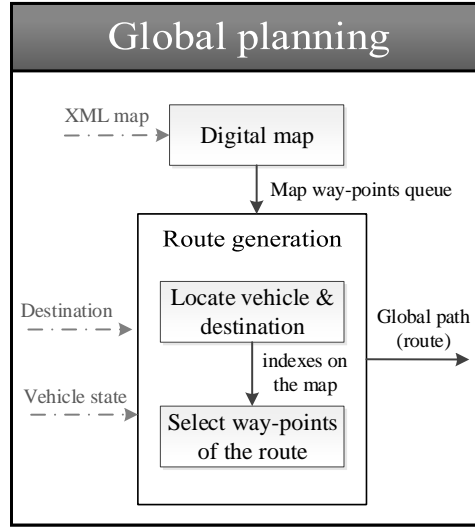 Global planning
XML map
Digital map
Map way-points queue
Route generation
Locate vehicle &
destination
Destination
Global path
(route)
indexes on
the map
Vehicle state
Select way-points
of the route